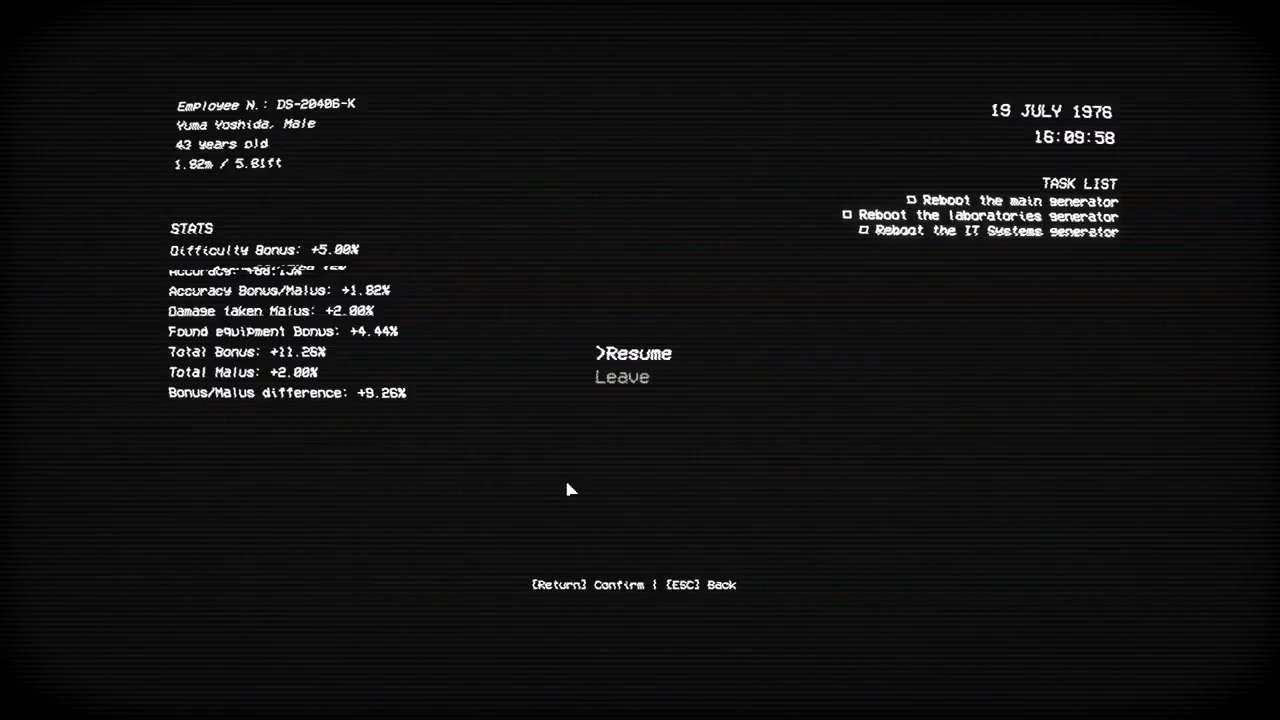 Employee N.: DS-20406-K
Yuma Yoshida, Male
43 years old
1.82m / 5.81ft
STATS
Difficulty Bonus: +5.00%
Accuracy:
Accuracy Bonus/Malus: +1.82%
Damage taken Malus: +2.00%
Found equipment Bonus: +4.44%
Total Bonus: +11.26%
Total Malus: +2.00%
Bonus/Malus difference: +9.26%
19 JULY 1976
16:09:58
TASK LIST
Reboot the main generator
Reboot the laboratories generator
Reboot the IT Systems generator
>Resume
Leave
[Return] Confirm | [ESC] Back